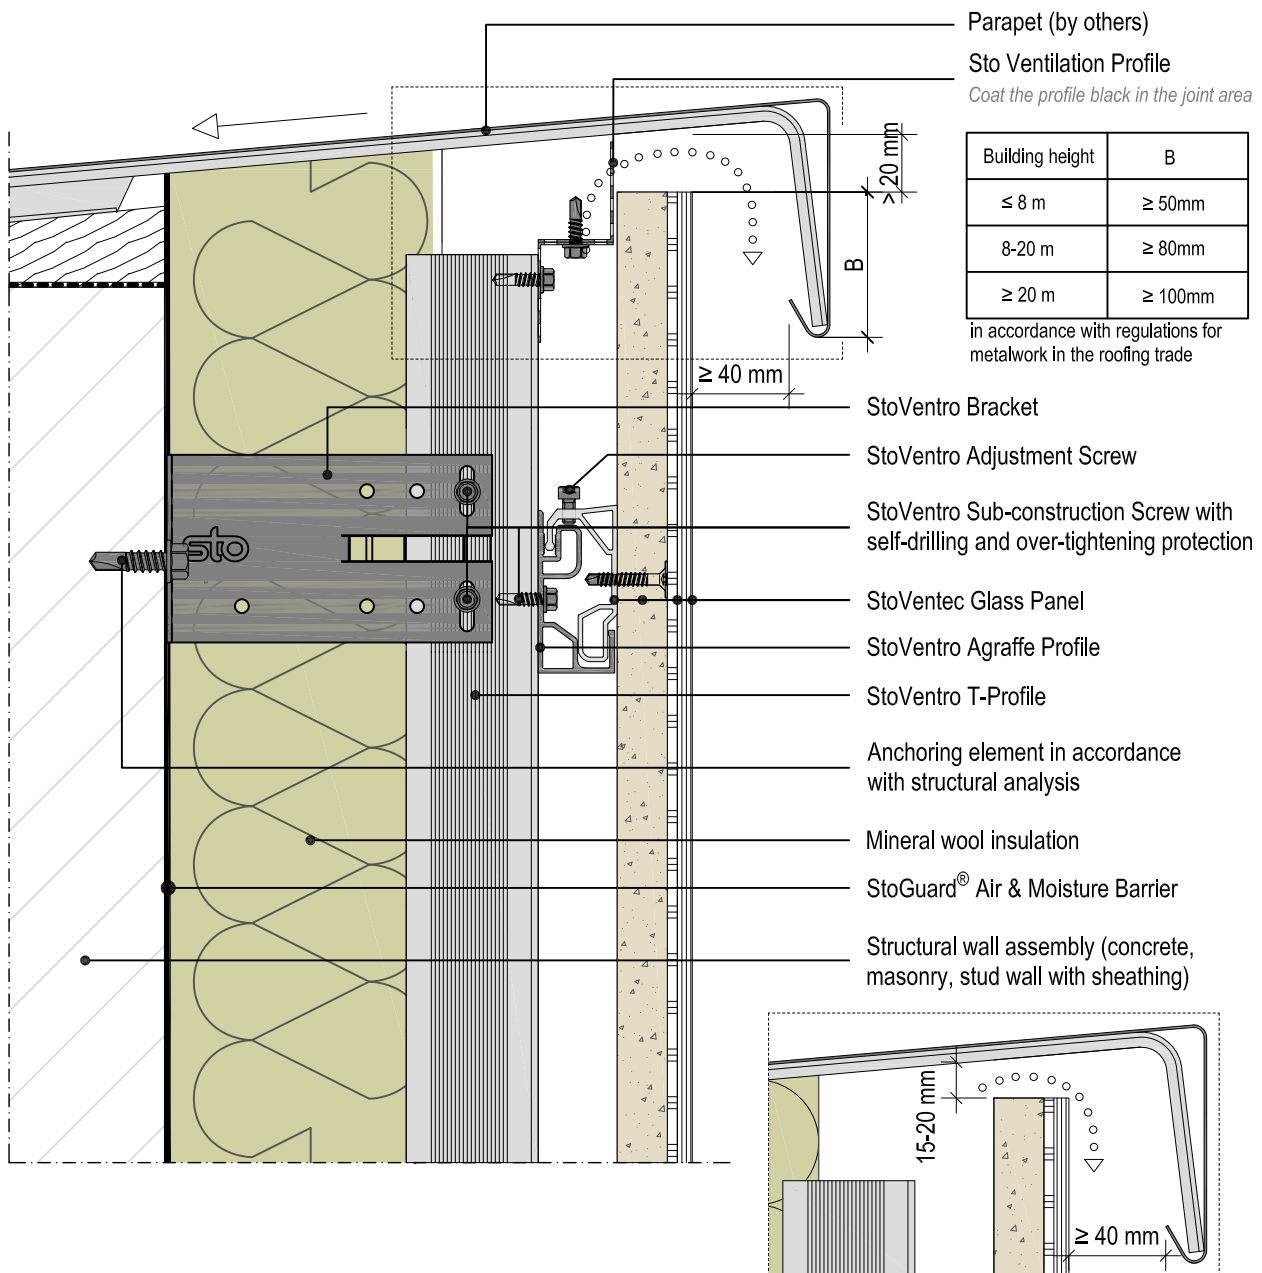 Parapet (by others)
Sto Ventilation Profile
Coat the profile black in the joint area
> 20 mm
Building height B
≤ 8 m ≥ 50mm
8-20 m ≥ 80mm
≥ 20 m ≥ 100mm
in accordance with regulations for
metalwork in the roofing trade
B
≥ 40 mm
StoVentro Bracket
StoVentro Adjustment Screw
StoVentro Sub-construction Screw with
self-drilling and over-tightening protection
sto
StoVentec Glass Panel
StoVentro Agraffe Profile
StoVentro T-Profile
Anchoring element in accordance
with structural analysis
Mineral wool insulation
StoGuard® Air & Moisture Barrier
Structural wall assembly (concrete,
masonry, stud wall with sheathing)
15-20 mm
≥ 40 mm